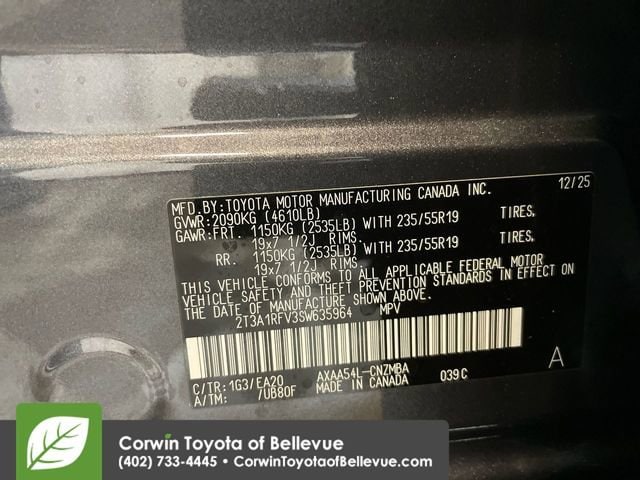 MFD.BY:TOYOTA MOTOR MANUFACTURING CANADA INC. 12/25
GVWR:2090KG (4610LB)
GAWR:FRT. 1150KG (2535LB) WITH 235/55R19 TIRES,
19x7 1/2J RIMS.
RR. 1150KG (2535LB) WITH 235/55R19 TIRES,
19x7 1/2J RIMS.
THIS VEHICLE CONFORMS TO ALL APPLICABLE FEDERAL MOTOR
VEHICLE SAFETY AND THEFT PREVENTION STANDARDS IN EFFECT ON
THE DATE OF MANUFACTURE SHOWN ABOVE.
2T3A1RFV3SW635964 MPV
C/TR:1G3/EA20 AXAA54L-CNZMBA 039C A
A/TM: /UB80F MADE IN CANADA
Corwin Toyota of Bellevue
(402) 733-4445 • CorwinToyotaofBellevue.com